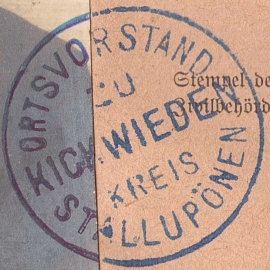 ORTSVORSTAND
ZU
KICKWIEDEN
KREIS
STALLUPÖNEN
Stempel de
Zivilbehörd